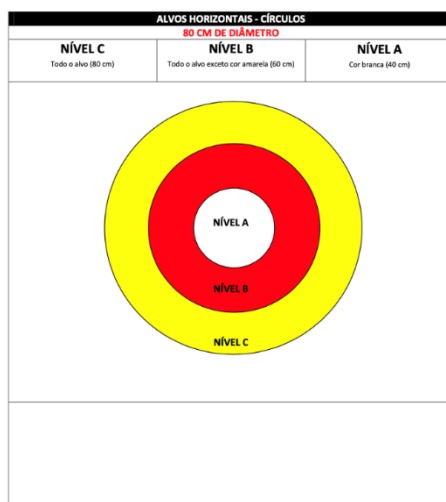 ALVOS HORIZONTAIS - CÍRCULOS
80 CM DE DIÂMETRO
NÍVEL C
Todo o alvo (80 cm)
NÍVEL B
Todo o alvo exceto cor amarela (60 cm)
NÍVEL A
Cor branca (40 cm)
NÍVEL A
NÍVEL B
NÍVEL C